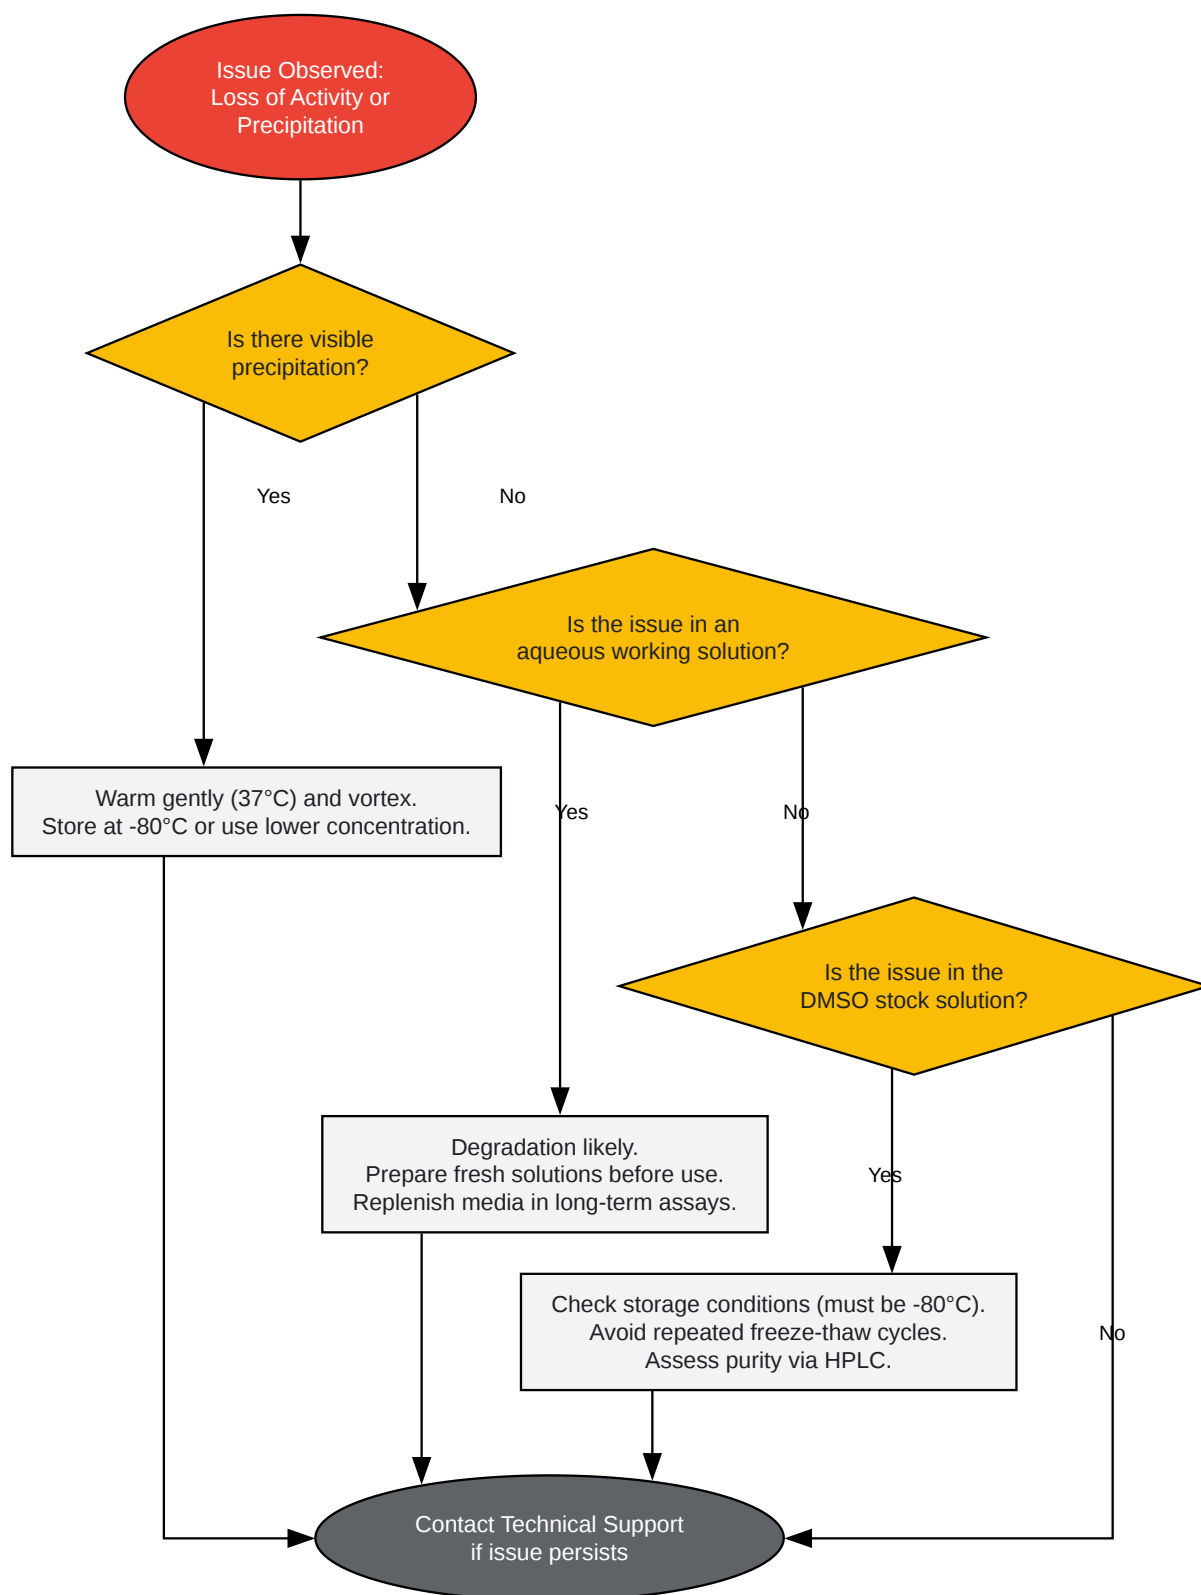 Issue Observed:
Loss of Activity or
Precipitation
Is there visible
precipitation?
Yes
No
Is the issue in an
aqueous working solution?
Warm gently (37°C) and vortex.
Store at -80°C or use lower concentration.
Yes
No
Is the issue in the
DMSO stock solution?
Degradation likely.
Prepare fresh solutions before use.
Replenish media in long-term assays.
Yes
Check storage conditions (must be -80°C).
Avoid repeated freeze-thaw cycles.
Assess purity via HPLC.
No
Contact Technical Support
if issue persists